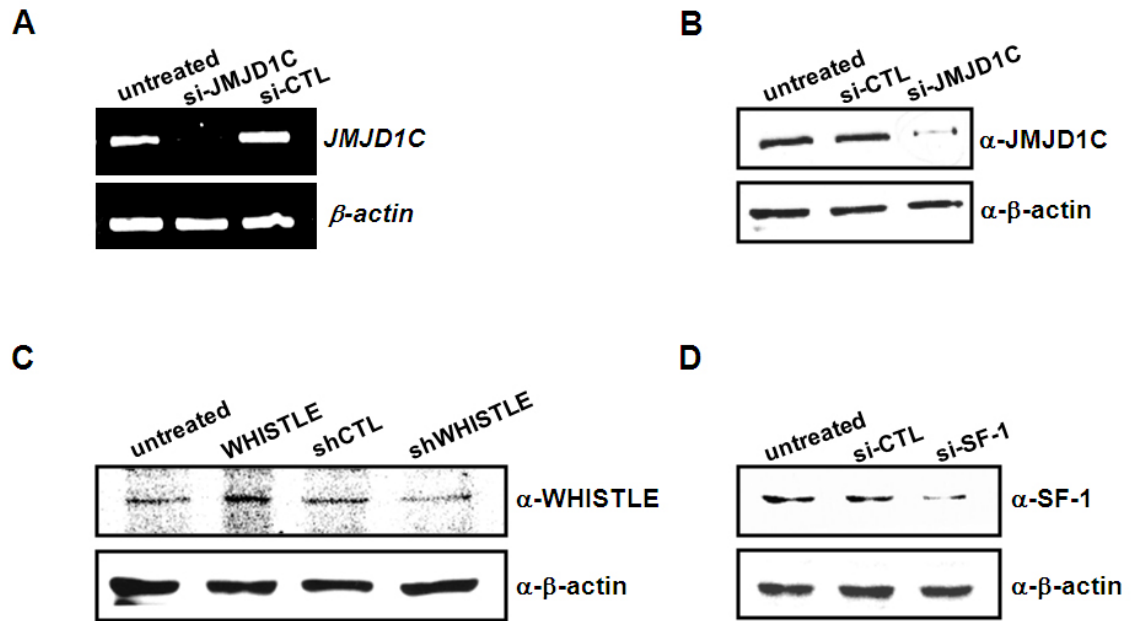 A
untreated si-JMJD1C si-CTL
JMJD1C
β-actin
B
untreated si-CTL si-JMJD1C
α-JMJD1C
α-β-actin
C
untreated WHISTLE shCTL shWHISTLE
α-WHISTLE
α-β-actin
D
untreated si-CTL si-SF-1
α-SF-1
α-β-actin